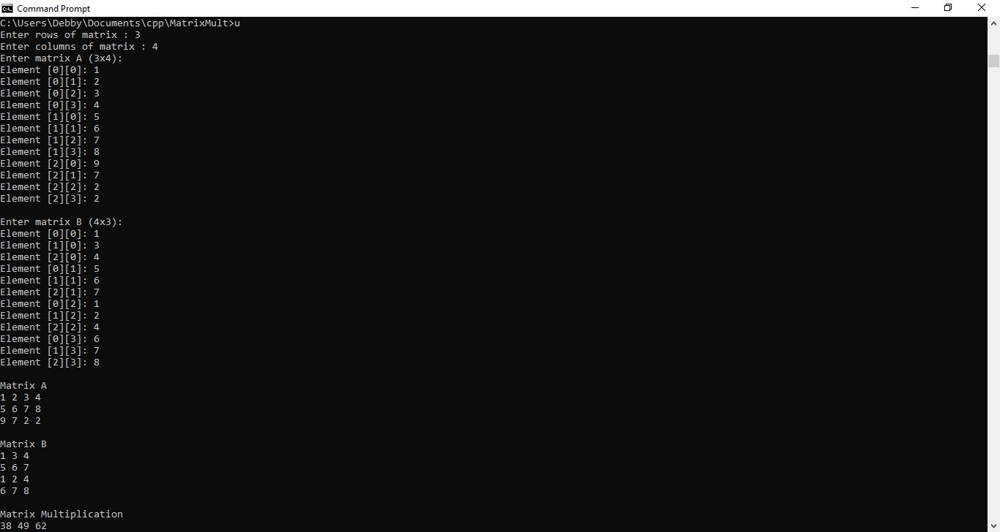 Command Prompt
C:\Users\Debby\Documents\cpp\MatrixMult>u
Enter rows of matrix : 3
Enter columns of matrix : 4
Enter matrix A (3x4):
Element [0][0]: 1
Element [0][1]: 2
Element [0][2]: 3
Element [0][3]: 4
Element [1][0]: 5
Element [1][1]: 6
Element [1][2]: 7
Element [1][3]: 8
Element [2][0]: 9
Element [2][1]: 7
Element [2][2]: 2
Element [2][3]: 2
Enter matrix B (4x3):
Element [0][0]: 1
Element [1][0]: 3
Element [2][0]: 4
Element [0][1]: 5
Element [1][1]: 6
Element [2][1]: 7
Element [0][2]: 1
Element [1][2]: 2
Element [2][2]: 4
Element [0][3]: 6
Element [1][3]: 7
Element [2][3]: 8
Matrix A
1 2 3 4
5 6 7 8
9 7 2 2
Matrix B
1 3 4
5 6 7
1 2 4
6 7 8
Matrix Multiplication
38 49 62